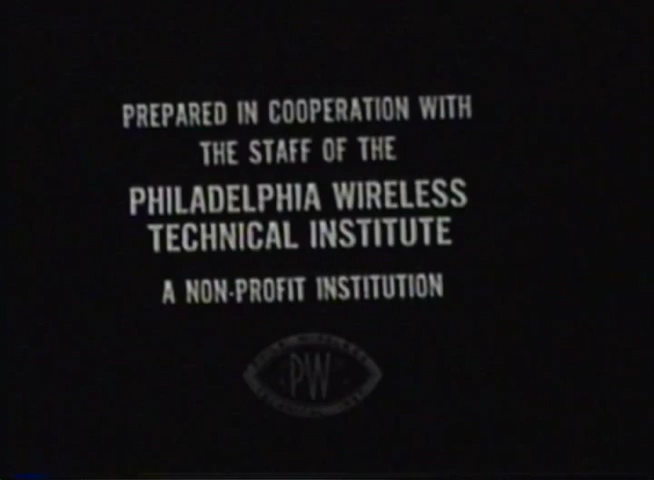 PREPARED IN COOPERATION WITH
THE STAFF OF THE
PHILADELPHIA WIRELESS
TECHNICAL INSTITUTE
A NON-PROFIT INSTITUTION
PW